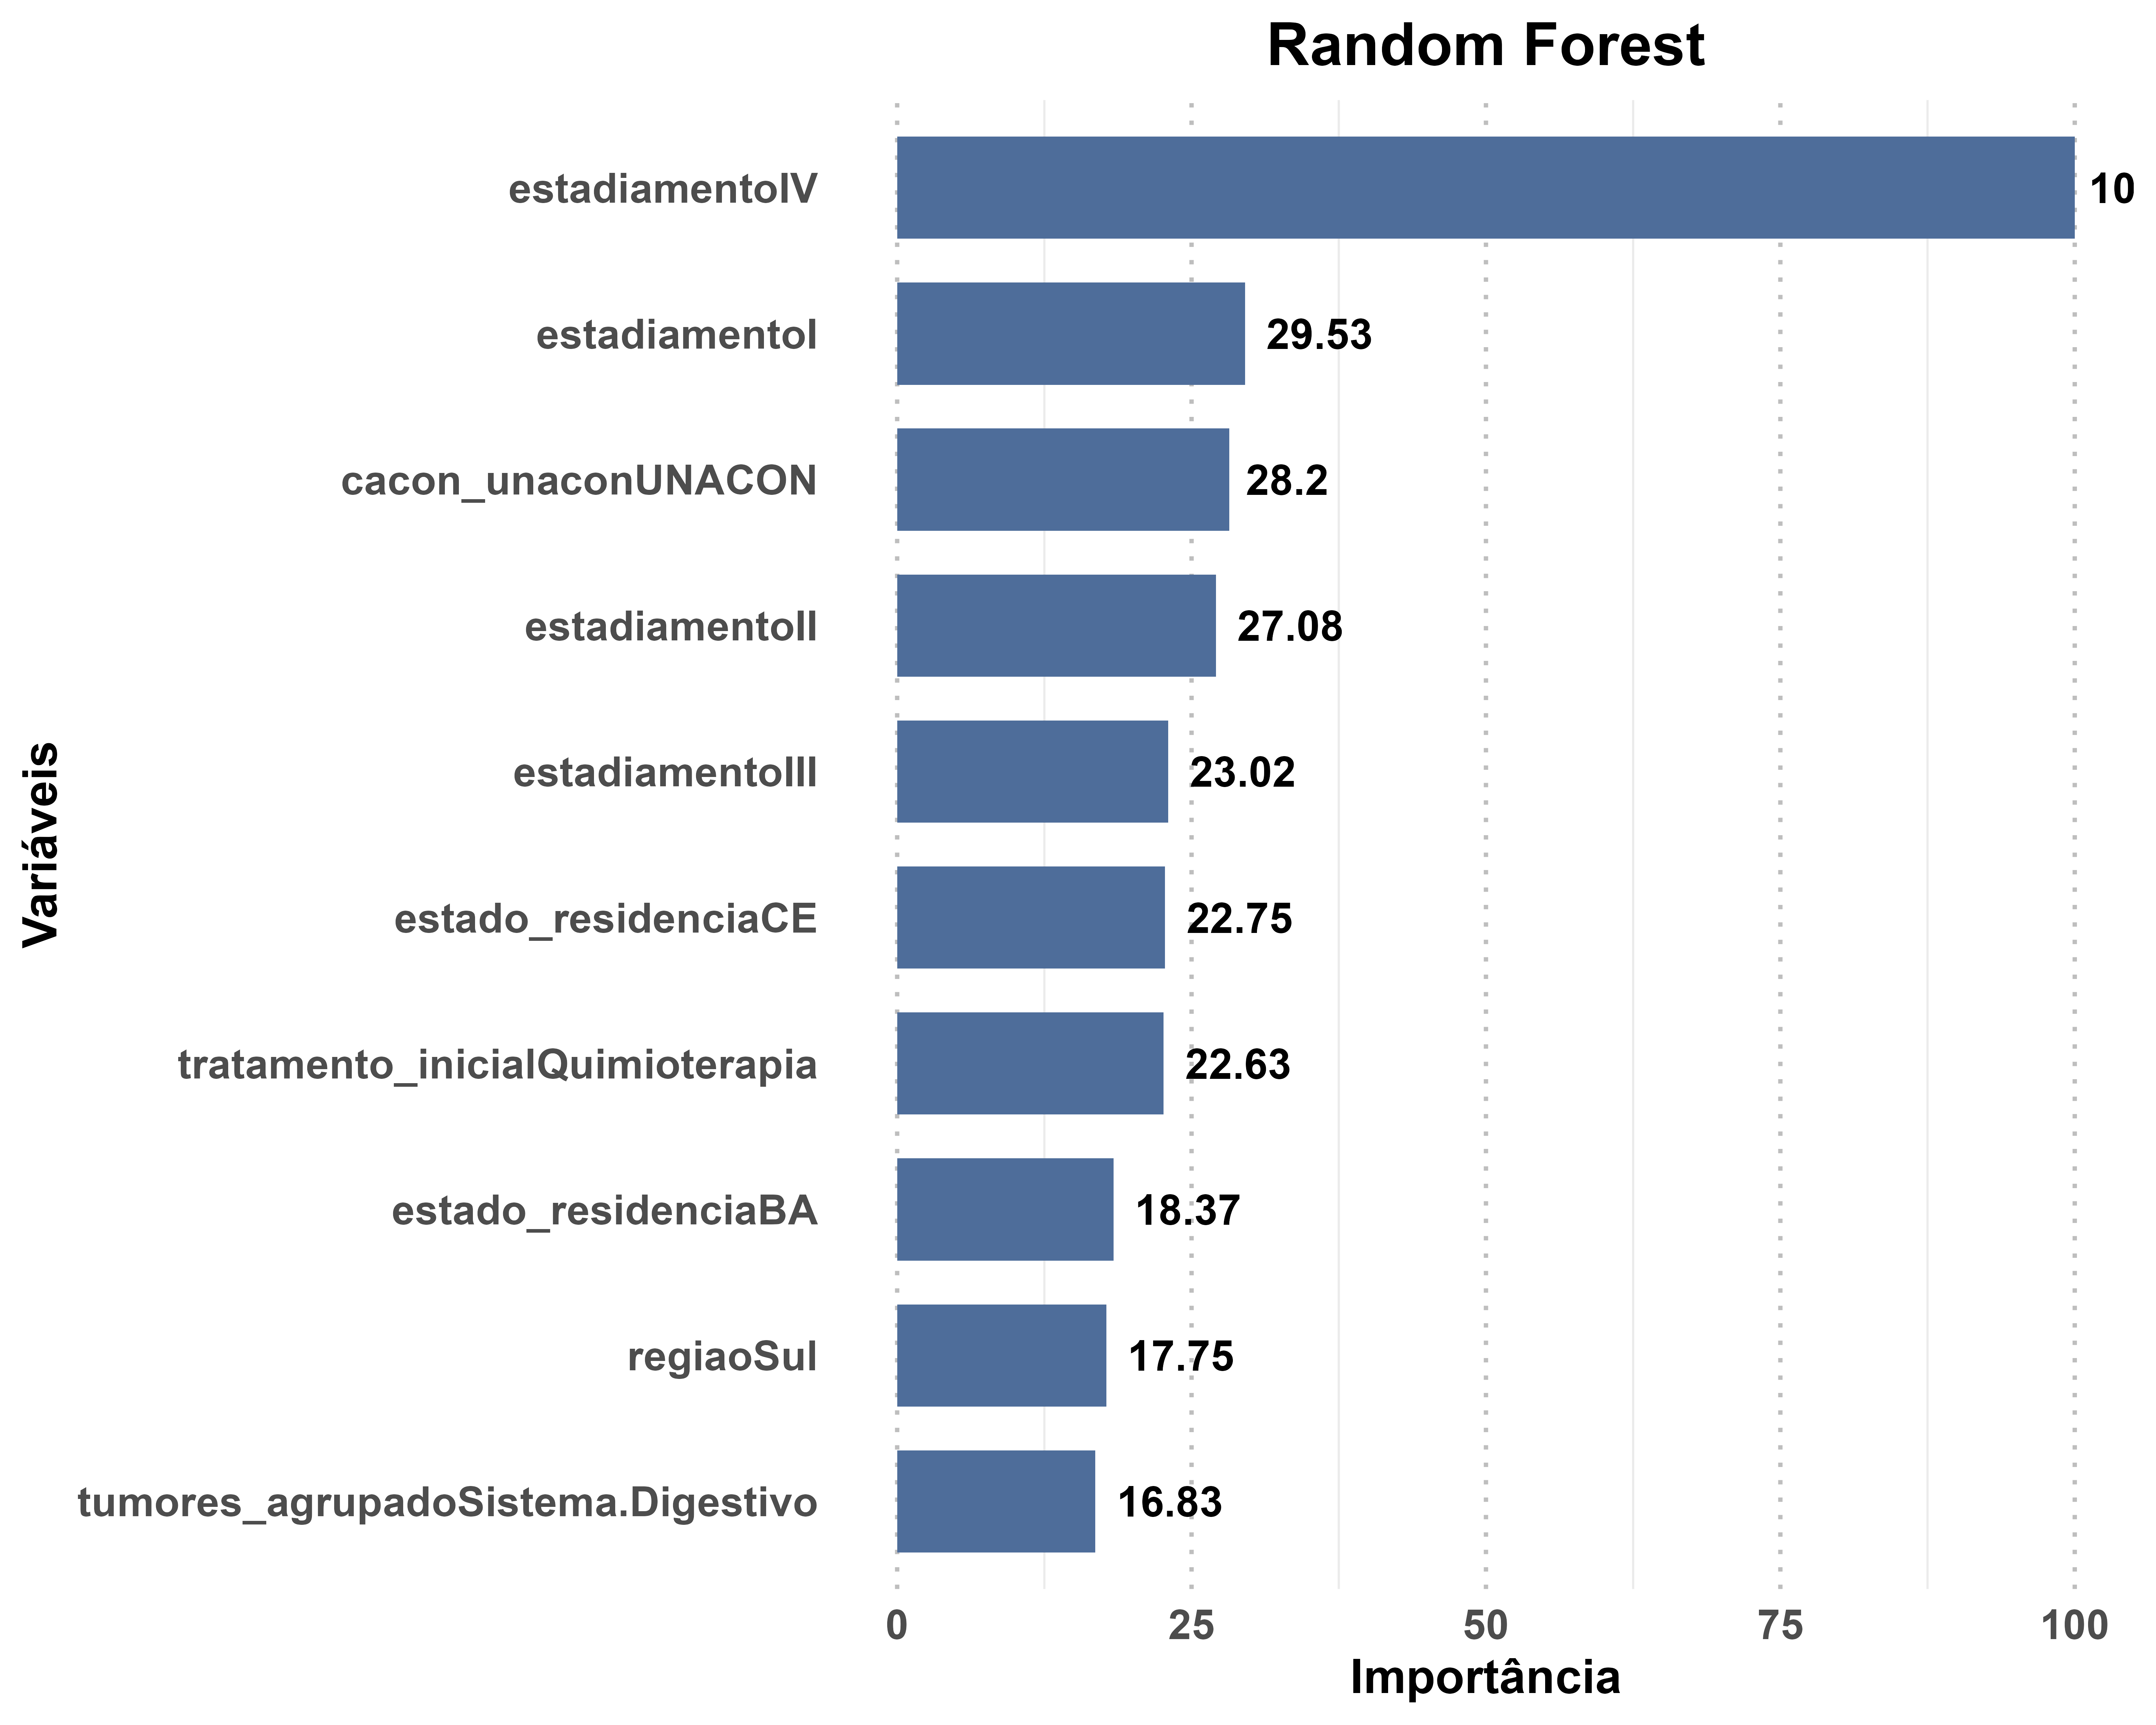 Random Forest
estadiamentoIV
10
estadiamentoI
29.53
cacon_unaconUNACON
28.2
estadiamentoII
27.08
estadiamentoIII
23.02
estado_residenciaCE
22.75
tratamento_inicialQuimioterapia
22.63
estado_residenciaBA
18.37
regiaoSul
17.75
tumores_agrupadoSistema.Digestivo
16.83
Variáveis
0 25 50 75 100
Importância